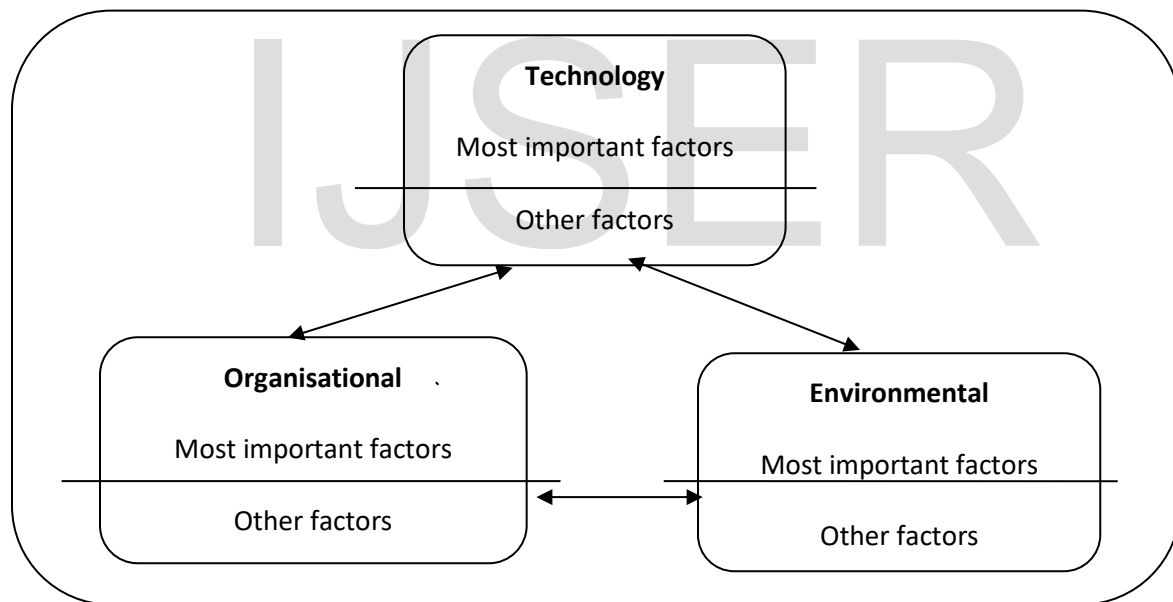 IJSER
Technology
Most important factors
Other factors
Organisational
Most important factors
Other factors
Environmental
Most important factors
Other factors